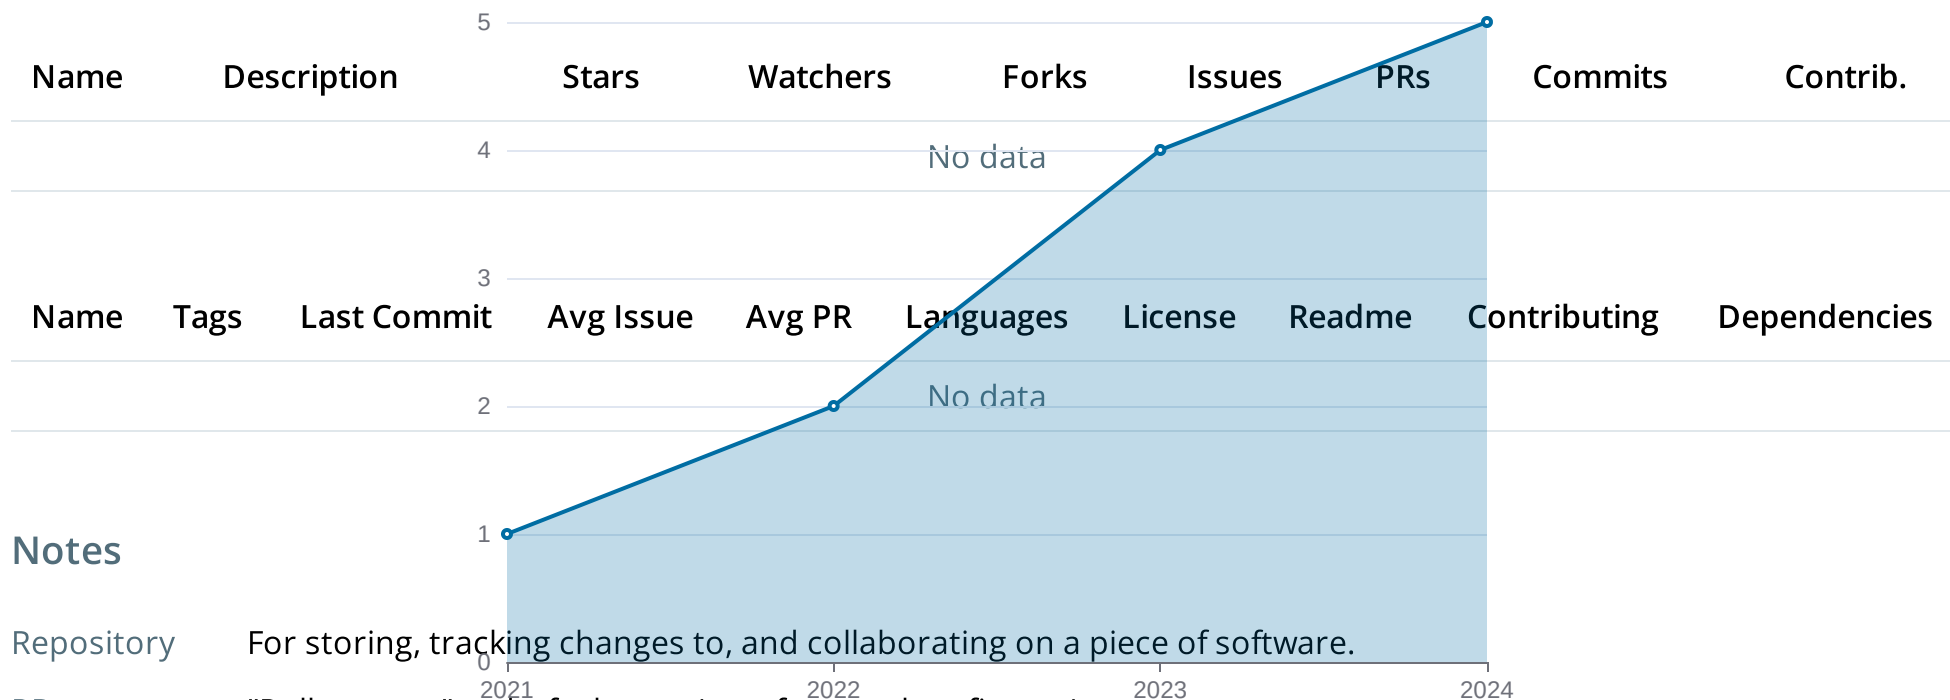 5
Name Description Stars Watchers Forks Issues PRs Commits Contrib.
4
No data
3
Name Tags Last Commit Avg Issue Avg PR Languages License Readme Contributing Dependencies
No data
2
1
Notes
Repository For storing, tracking changes to, and collaborating on a piece of software.
0
2021 2022 2023 2024